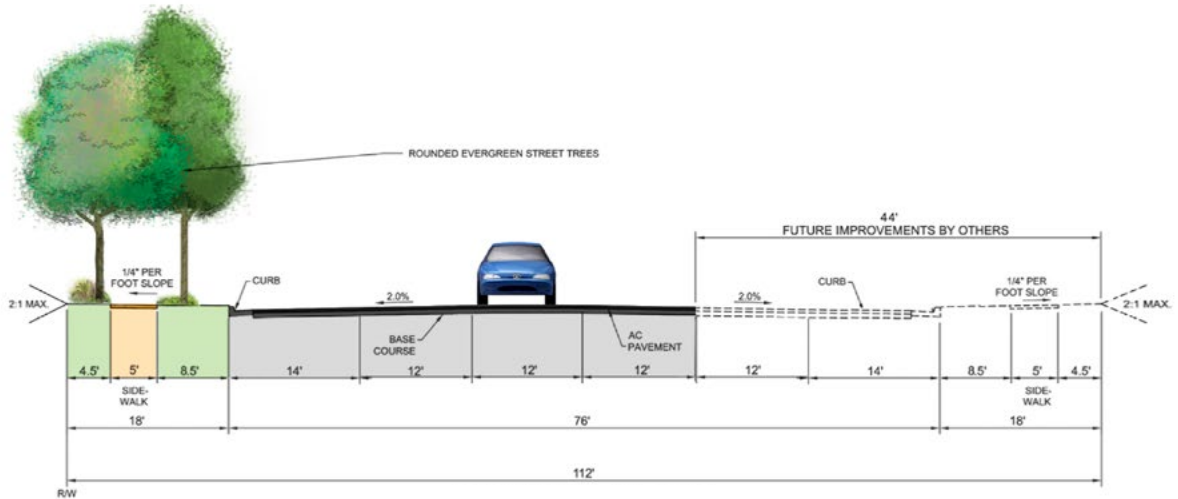 ROUNDED EVERGREEN STREET TREES
44'
FUTURE IMPROVEMENTS BY OTHERS
1/4" PER
FOOT SLOPE
CURB
2:1 MAX.
2.0%
2.0%
CURB
1/4" PER
FOOT SLOPE
2:1 MAX.
BASE
COURSE
AC
PAVEMENT
4.5' 5' 8.5' 14' 12' 12' 12' 12' 14' 8.5' 5' 4.5'
SIDE-
WALK
SIDE-
WALK
18' 76' 18'
112'
R/W